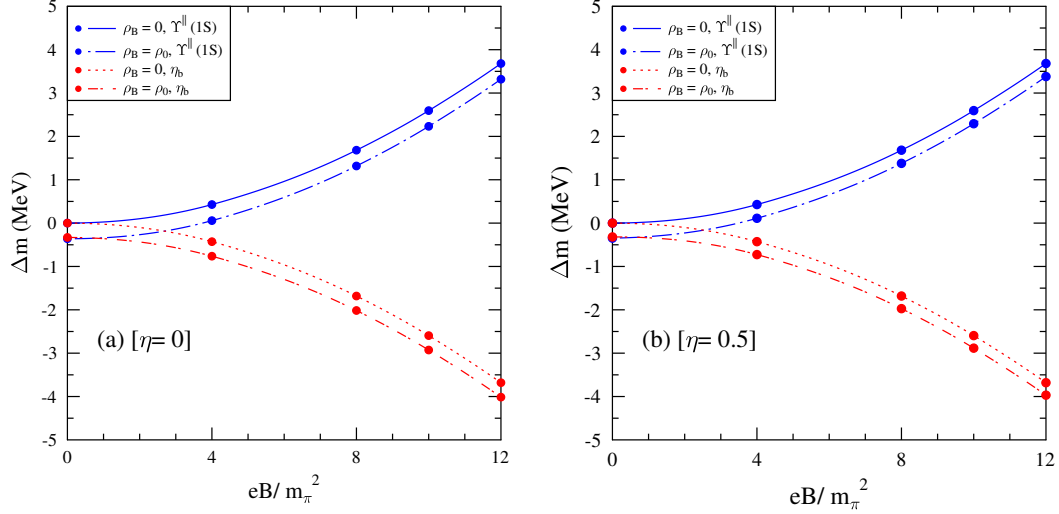 ρB = 0, ϒ|| (1S)
ρB = ρ0, ϒ|| (1S)
ρB = 0, ηb
ρB = ρ0, ηb
5
4
3
2
1
0
-1
-2
-3
-4
-5
Δm (MeV)
(a) [η= 0]
0
4
8
12
eB/ mπ²
ρB = 0, ϒ|| (1S)
ρB = ρ0, ϒ|| (1S)
ρB = 0, ηb
ρB = ρ0, ηb
5
4
3
2
1
0
-1
-2
-3
-4
-5
Δm (MeV)
(b) [η= 0.5]
0
4
8
12
eB/ mπ²